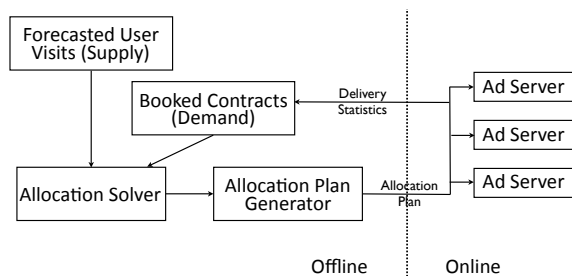 Forecasted User
Visits (Supply)
Booked Contracts
(Demand)
Delivery
Statistics
Ad Server
Ad Server
Ad Server
Allocation Solver
Allocation Plan
Generator
Allocation
Plan
Offline
Online